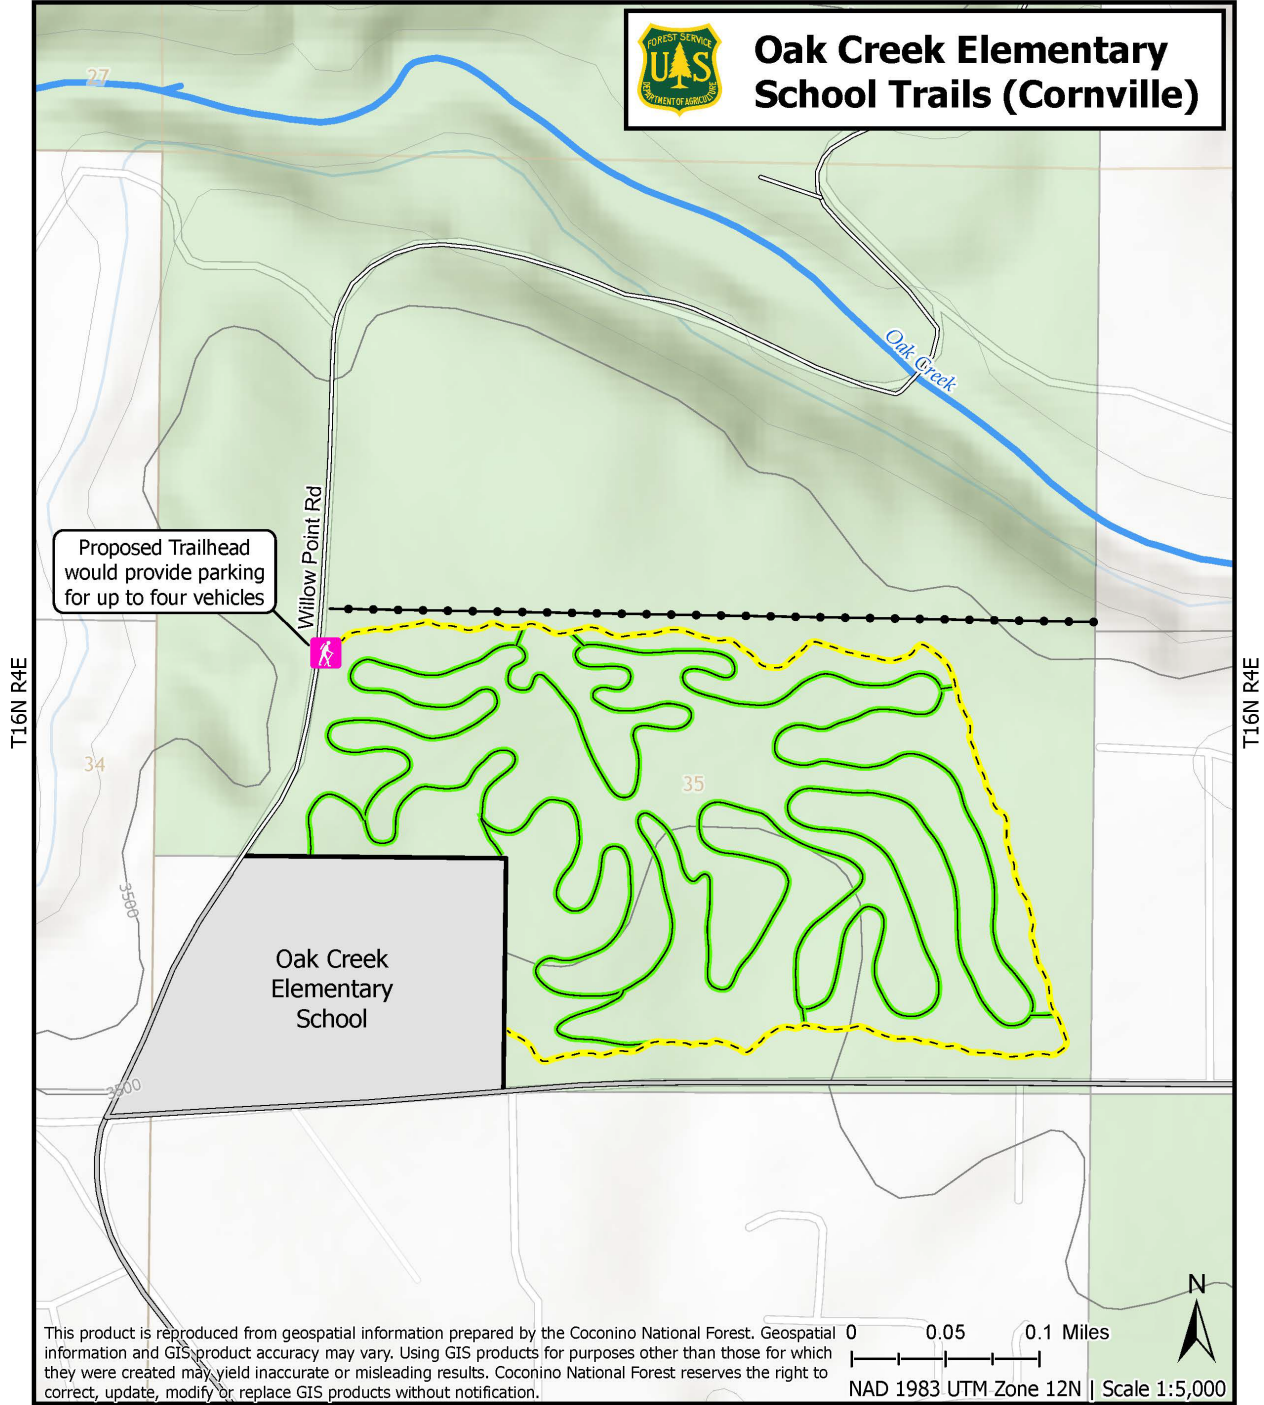 Oak Creek Elementary
School Trails (Cornville)
FOREST SERVICE
U S
DEPARTMENT OF AGRICULTURE
27
Oak Creek
Willow Point Rd
Proposed Trailhead
would provide parking
for up to four vehicles
T16N R4E
T16N R4E
34
35
3500
Oak Creek
Elementary
School
3500
N
This product is reproduced from geospatial information prepared by the Coconino National Forest. Geospatial
information and GIS product accuracy may vary. Using GIS products for purposes other than those for which
they were created may yield inaccurate or misleading results. Coconino National Forest reserves the right to
correct, update, modify or replace GIS products without notification.
0 0.05 0.1 Miles
NAD 1983 UTM Zone 12N | Scale 1:5,000